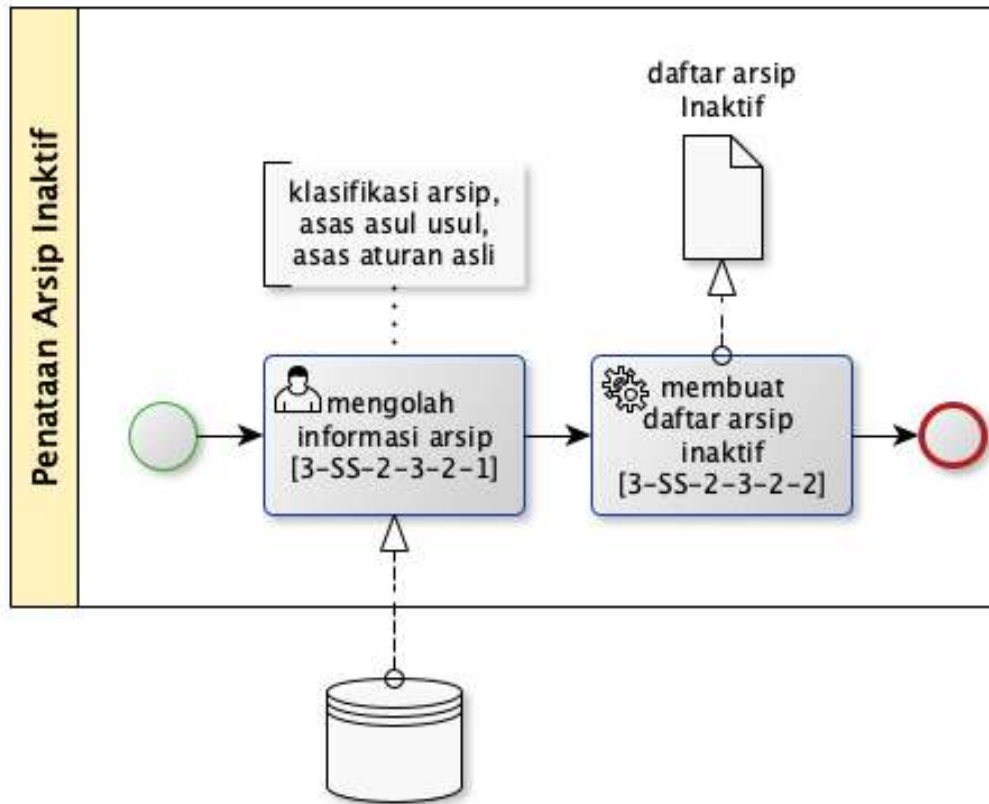 Penataan Arsip Inaktif
daftar arsip
Inaktif
klasifikasi arsip,
asas asul usul,
asas aturan asli
mengolah
informasi arsip
[3-SS-2-3-2-1]
membuat
daftar arsip
inaktif
[3-SS-2-3-2-2]